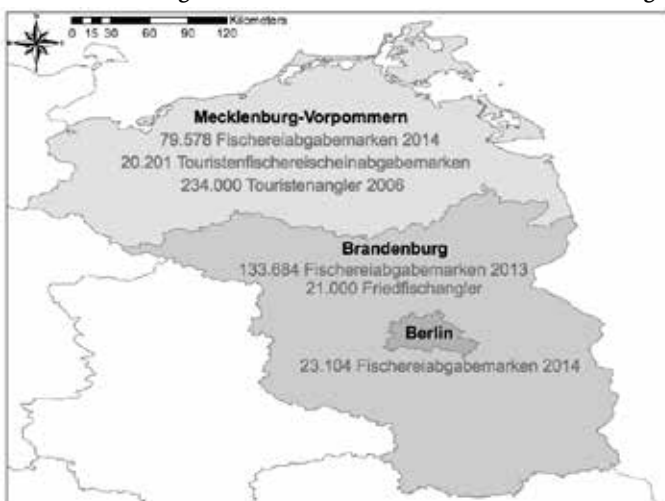 Kilometers
0 15 30 60 90 120
Mecklenburg-Vorpommern
79.578 Fischereiabgabemarken 2014
20.201 Touristenfischereischeinabgabemarken
234.000 Touristenangler 2006
Brandenburg
133.684 Fischereiabgabemarken 2013
21.000 Friedfischangler
Berlin
23.104 Fischereiabgabemarken 2014